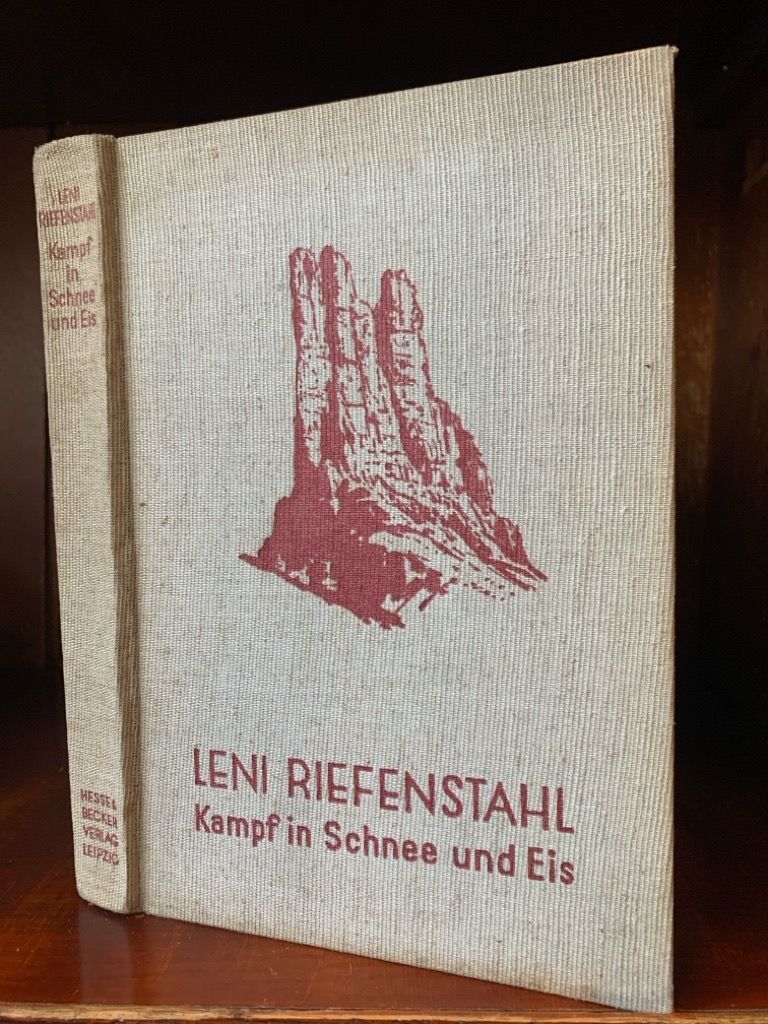 LENI
RIEFENSTAHL
Kampf
in
Schnee
und Eis
HESSE &
BECKER
VERLAG
LEIPZIG
LENI RIEFENSTAHL
Kampf in Schnee und Eis